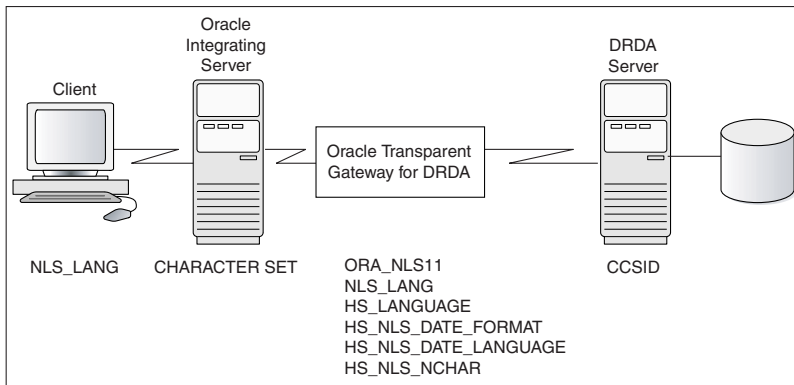 Oracle
Integrating
Server
DRDA
Server
Client
Oracle Transparent
Gateway for DRDA
NLS_LANG
CHARACTER SET
ORA_NLS11
NLS_LANG
HS_LANGUAGE
HS_NLS_DATE_FORMAT
HS_NLS_DATE_LANGUAGE
HS_NLS_NCHAR
CCSID